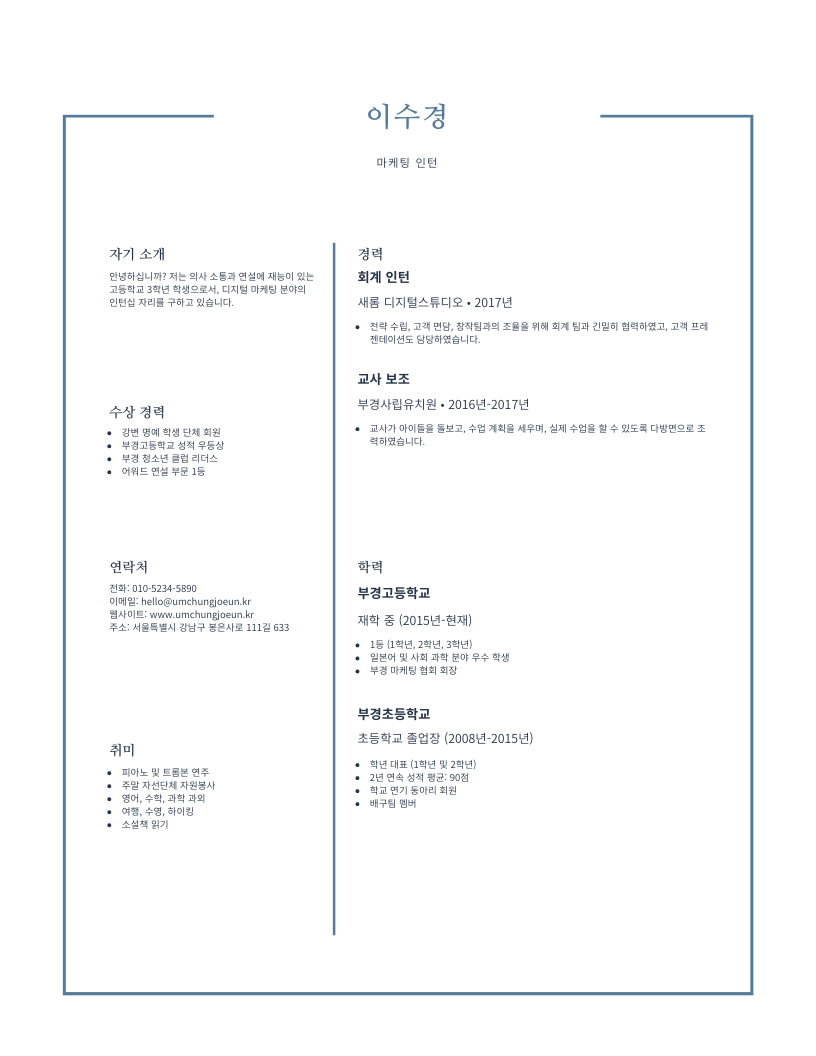 이수경
마케팅 인턴
자기 소개
안녕하십니까? 저는 의사 소통과 연설에 재능이 있는
고등학교 3학년 학생으로서, 디지털 마케팅 분야의
인턴십 자리를 구하고 있습니다.
수상 경력
강변 명예 학생 단체 회원
부경고등학교 성적 우등상
부경 청소년 클럽 리더스
어워드 연설 부문 1등
연락처
전화: 010-5234-5890
이메일: hello@umchungjoeun.kr
웹사이트: www.umchungjoeun.kr
주소: 서울특별시 강남구 봉은사로 111길 633
취미
피아노 및 트롬본 연주
주말 자선단체 자원봉사
영어, 수학, 과학 과외
여행, 수영, 하이킹
소설책 읽기
경력
회계 인턴
새롬 디지털스튜디오 • 2017년
전략 수립, 고객 면담, 창작팀과의 조율을 위해 회계 팀과 긴밀히 협력하였고, 고객 프레
젠테이션도 담당하였습니다.
교사 보조
부경사립유치원 • 2016년-2017년
교사가 아이들을 돌보고, 수업 계획을 세우며, 실제 수업을 할 수 있도록 다방면으로 조
력하였습니다.
학력
부경고등학교
재학 중 (2015년-현재)
1등 (1학년, 2학년, 3학년)
일본어 및 사회 과학 분야 우수 학생
부경 마케팅 협회 회장
부경초등학교
초등학교 졸업장 (2008년-2015년)
학년 대표 (1학년 및 2학년)
2년 연속 성적 평균: 90점
학교 연기 동아리 회원
배구팀 멤버